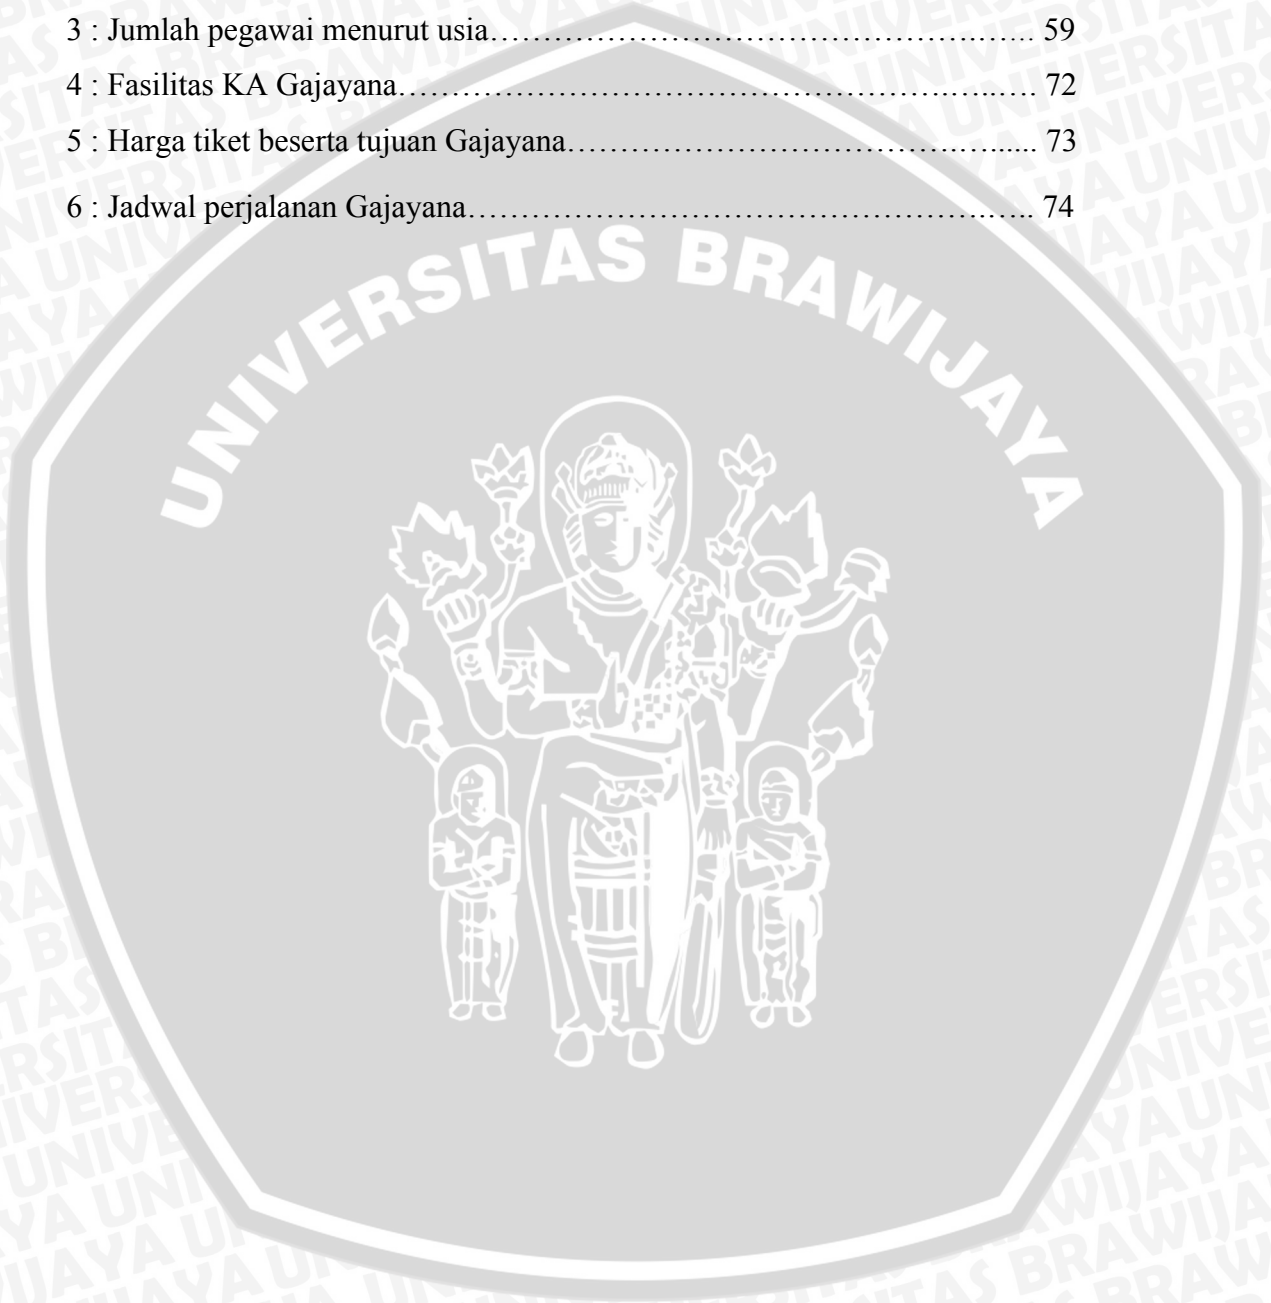 3 : Jumlah pegawai menurut usia……………………………………………….…… 59
4 : Fasilitas KA Gajayana……………………………………………………….…...…. 72
5 : Harga tiket beserta tujuan Gajayana…………………………………….…...... 73
6 : Jadwal perjalanan Gajayana……………………………………………….….. 74
UNIVERSITAS BRAWIJAYA